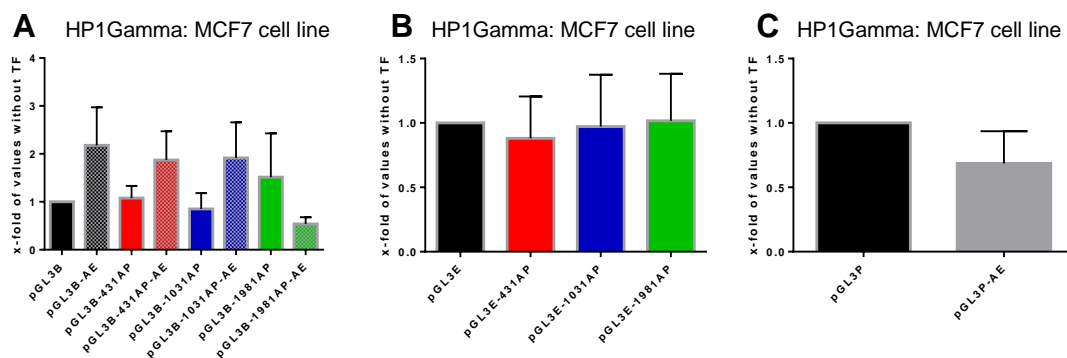 A HP1Gamma: MCF7 cell line
x-fold of values without TF
4
3
2
1
0
pGL3B
pGL3B-AE
pGL3B-431AP
pGL3B-431AP-AE
pGL3B-1031AP
pGL3B-1031AP-AE
pGL3B-1981AP
pGL3B-1981AP-AE
B HP1Gamma: MCF7 cell line
x-fold of values without TF
1.5
1.0
0.5
0.0
pGL3E
pGL3E-431AP
pGL3E-1031AP
pGL3E-1981AP
C HP1Gamma: MCF7 cell line
x-fold of values without TF
1.5
1.0
0.5
0.0
pGL3P
pGL3P-AE